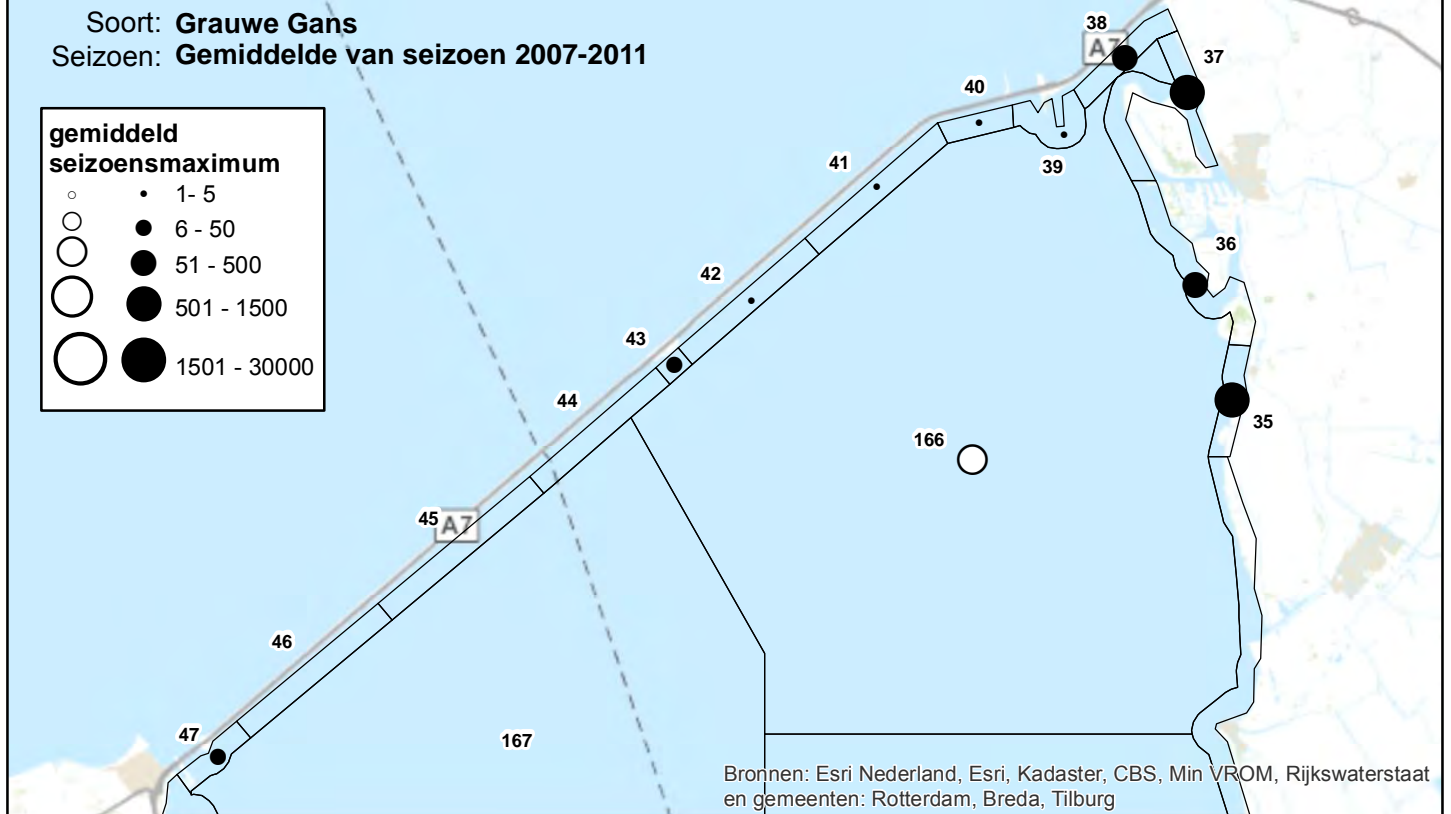 Soort: Grauwe Gans
Seizoen: Gemiddelde van seizoen 2007-2011
gemiddeld
seizoensmaximum
1- 5
6 - 50
51 - 500
501 - 1500
1501 - 30000
38
A7
37
40
39
41
36
42
43
35
44
166
45
A7
46
47
167
Bronnen: Esri Nederland, Esri, Kadaster, CBS, Min VROM, Rijkswaterstaat
en gemeenten: Rotterdam, Breda, Tilburg